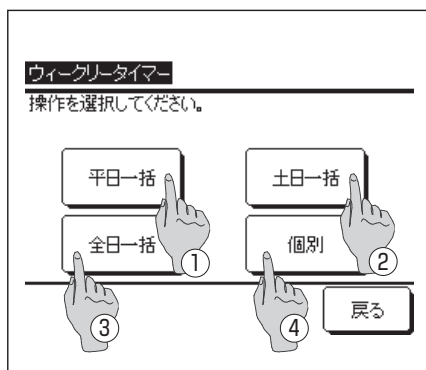 ウィークリータイマー
操作を選択してください。
平日一括
土日一括
①
②
全日一括
個別
③
④
戻る